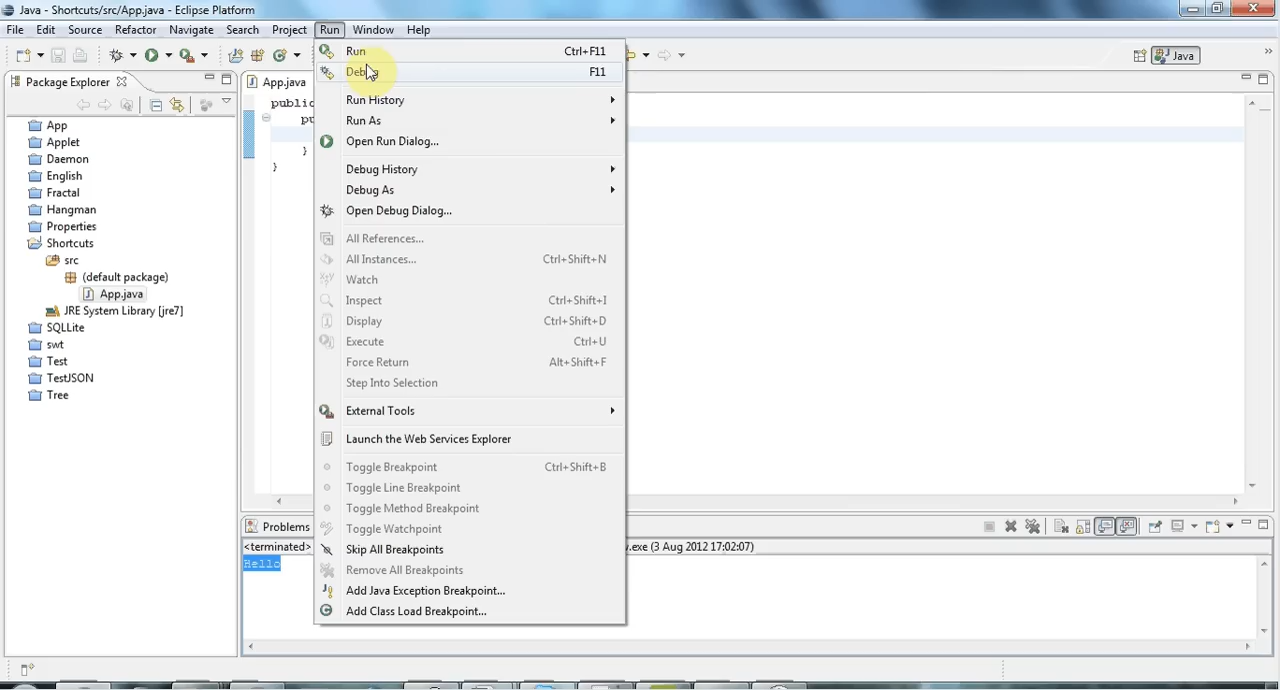 Java - Shortcuts/src/App.java - Eclipse Platform
File Edit Source Refactor Navigate Search Project Run Window Help
Java
Package Explorer
App
Applet
Daemon
English
Fractal
Hangman
Properties
Shortcuts
src
(default package)
App.java
JRE System Library [jre7]
SQLLite
swt
Test
TestJSON
Tree
App.java
public
}
}
Run Ctrl+F11
Debug F11
Run History
Run As
Open Run Dialog...
Debug History
Debug As
Open Debug Dialog...
All References...
All Instances... Ctrl+Shift+N
Watch
Inspect Ctrl+Shift+I
Display Ctrl+Shift+D
Execute Ctrl+U
Force Return Alt+Shift+F
Step Into Selection
External Tools
Launch the Web Services Explorer
Toggle Breakpoint Ctrl+Shift+B
Toggle Line Breakpoint
Toggle Method Breakpoint
Toggle Watchpoint
Skip All Breakpoints
Remove All Breakpoints
Add Java Exception Breakpoint...
Add Class Load Breakpoint...
Problems
<terminated> w.exe (3 Aug 2012 17:02:07)
Hello